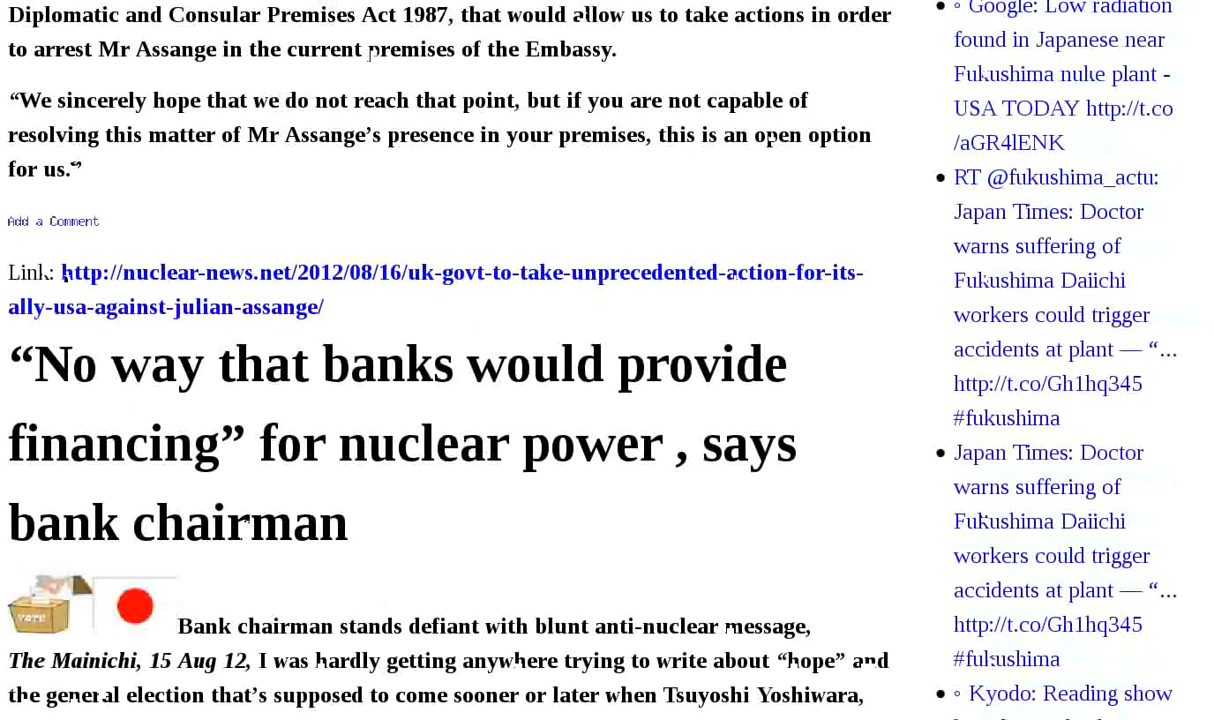 Diplomatic and Consular Premises Act 1987, that would allow us to take actions in order
to arrest Mr Assange in the current premises of the Embassy.
“We sincerely hope that we do not reach that point, but if you are not capable of
resolving this matter of Mr Assange’s presence in your premises, this is an open option
for us.”
Add a Comment
Link: http://nuclear-news.net/2012/08/16/uk-govt-to-take-unprecedented-action-for-its-
ally-usa-against-julian-assange/
“No way that banks would provide
financing” for nuclear power , says
bank chairman
VOTE
Bank chairman stands defiant with blunt anti-nuclear message,
The Mainichi, 15 Aug 12, I was hardly getting anywhere trying to write about “hope” and
the general election that’s supposed to come sooner or later when Tsuyoshi Yoshiwara,
• ◦ Google: Low radiation
found in Japanese near
Fukushima nuke plant -
USA TODAY http://t.co
/aGR4lENK
• RT @fukushima_actu:
Japan Times: Doctor
warns suffering of
Fukushima Daiichi
workers could trigger
accidents at plant — “...
http://t.co/Gh1hq345
#fukushima
• Japan Times: Doctor
warns suffering of
Fukushima Daiichi
workers could trigger
accidents at plant — “...
http://t.co/Gh1hq345
#fukushima
• ◦ Kyodo: Reading show